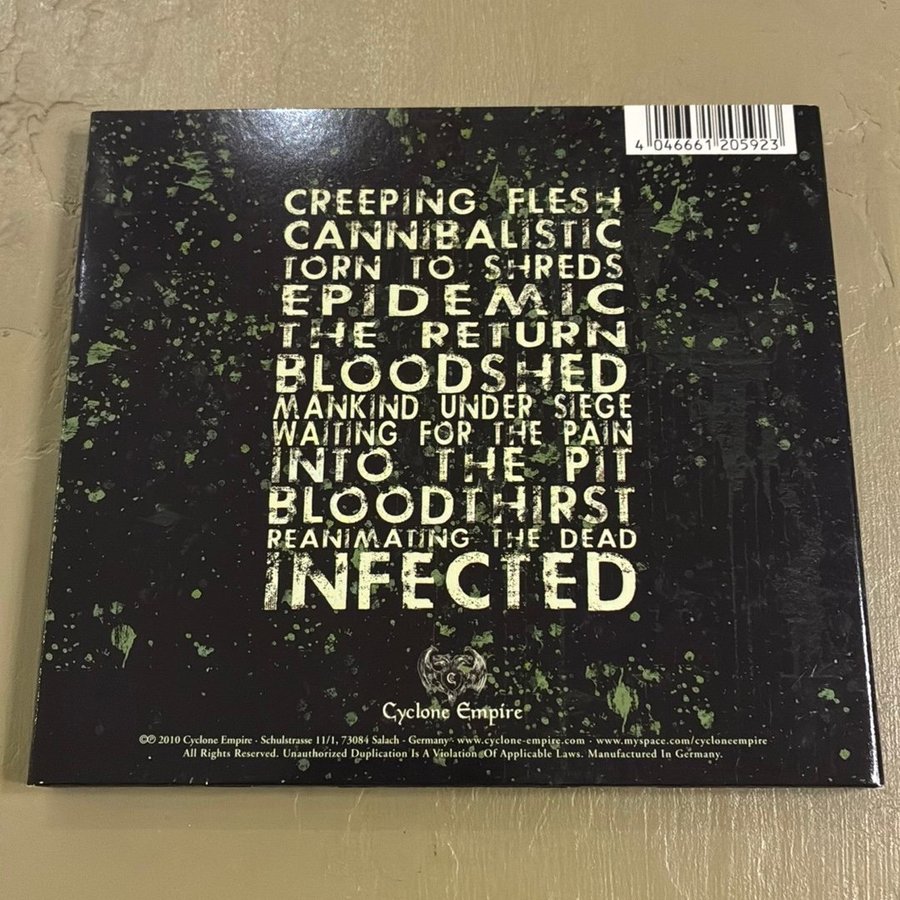 4 046661 205923
CREEPING FLESH
CANNIBALISTIC
TORN TO SHREDS
EPIDEMIC
THE RETURN
BLOODSHED
MANKIND UNDER SIEGE
WAITING FOR THE PAIN
INTO THE PIT
BLOODTHIRST
REANIMATING THE DEAD
INFECTED
C
Cyclone Empire
©℗ 2010 Cyclone Empire · Schulstrasse 11/1, 73084 Salach · Germany · www.cyclone-empire.com · www.myspace.com/cycloneempire
All Rights Reserved. Unauthorized Duplication Is A Violation Of Applicable Laws. Manufactured In Germany.